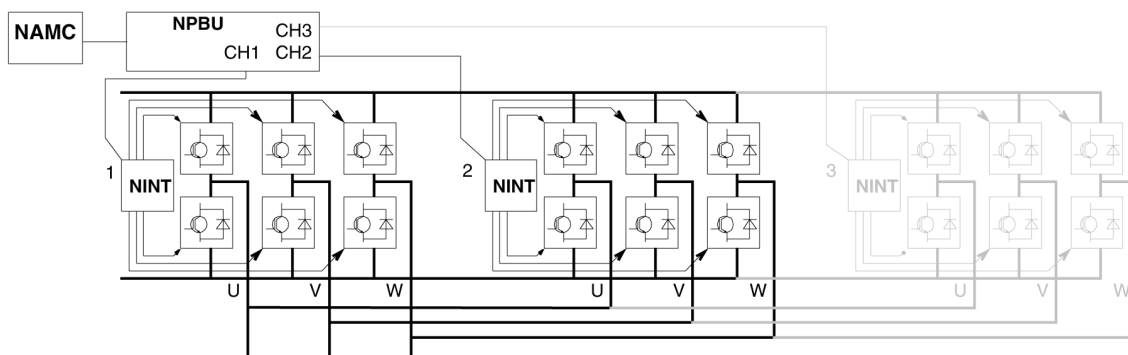 NAMC
NPBU
CH3
CH1 CH2
1
NINT
2
NINT
3
NINT
U V W
U V W
U V W